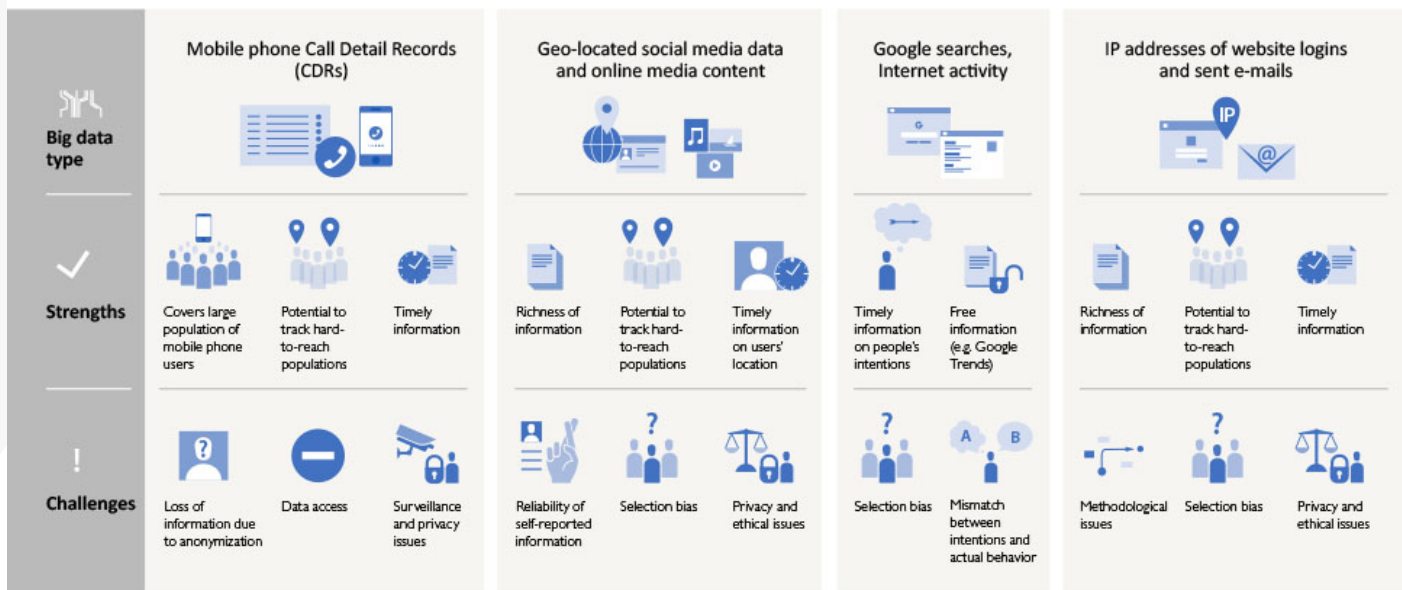 Mobile phone Call Detail Records
(CDRs)
Geo-located social media data
and online media content
Google searches,
Internet activity
IP addresses of website logins
and sent e-mails
Big data
type
G
IP
@
Strengths
Covers large
population of
mobile phone
users
Potential to
track hard-
to-reach
populations
Timely
information
Richness of
information
Potential to
track hard-
to-reach
populations
Timely
information
on users'
location
Timely
information
on people's
intentions
Free
information
(e.g. Google
Trends)
Richness of
information
Potential to
track hard-
to-reach
populations
Timely
information
!
Challenges
?
Loss of
information due
to anonymization
Data access
Surveillance
and privacy
issues
Reliability of
self-reported
information
?
Selection bias
Privacy and
ethical issues
?
Selection bias
A
B
Mismatch
between
intentions and
actual behavior
Methodological
issues
?
Selection bias
Privacy and
ethical issues